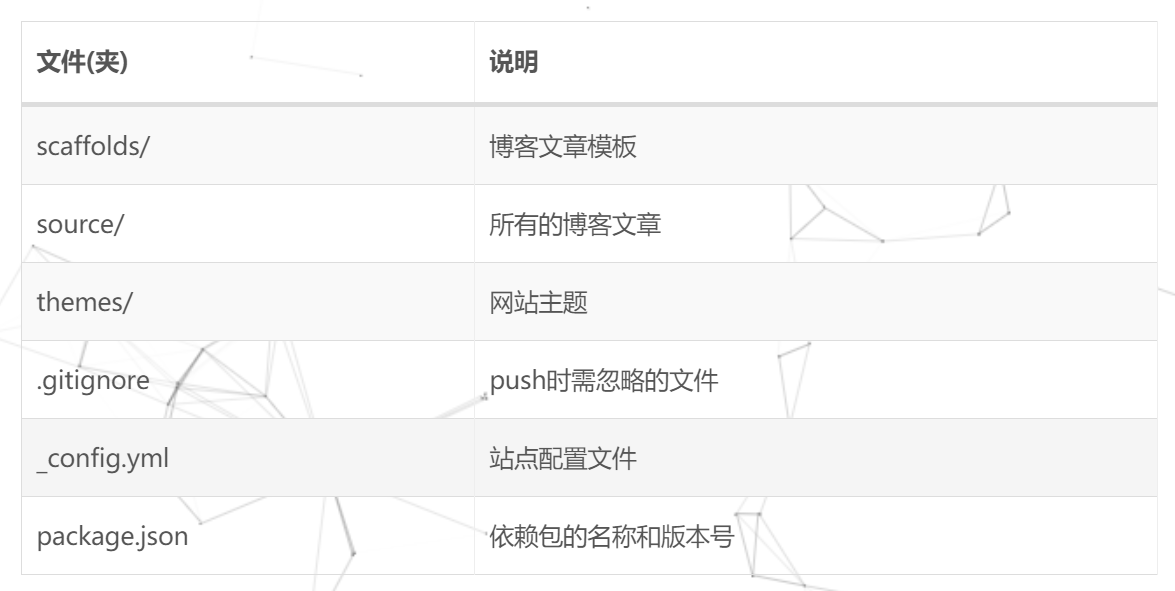 文件(夹) 说明
scaffolds/ 博客文章模板
source/ 所有的博客文章
themes/ 网站主题
.gitignore push时需忽略的文件
_config.yml 站点配置文件
package.json 依赖包的名称和版本号